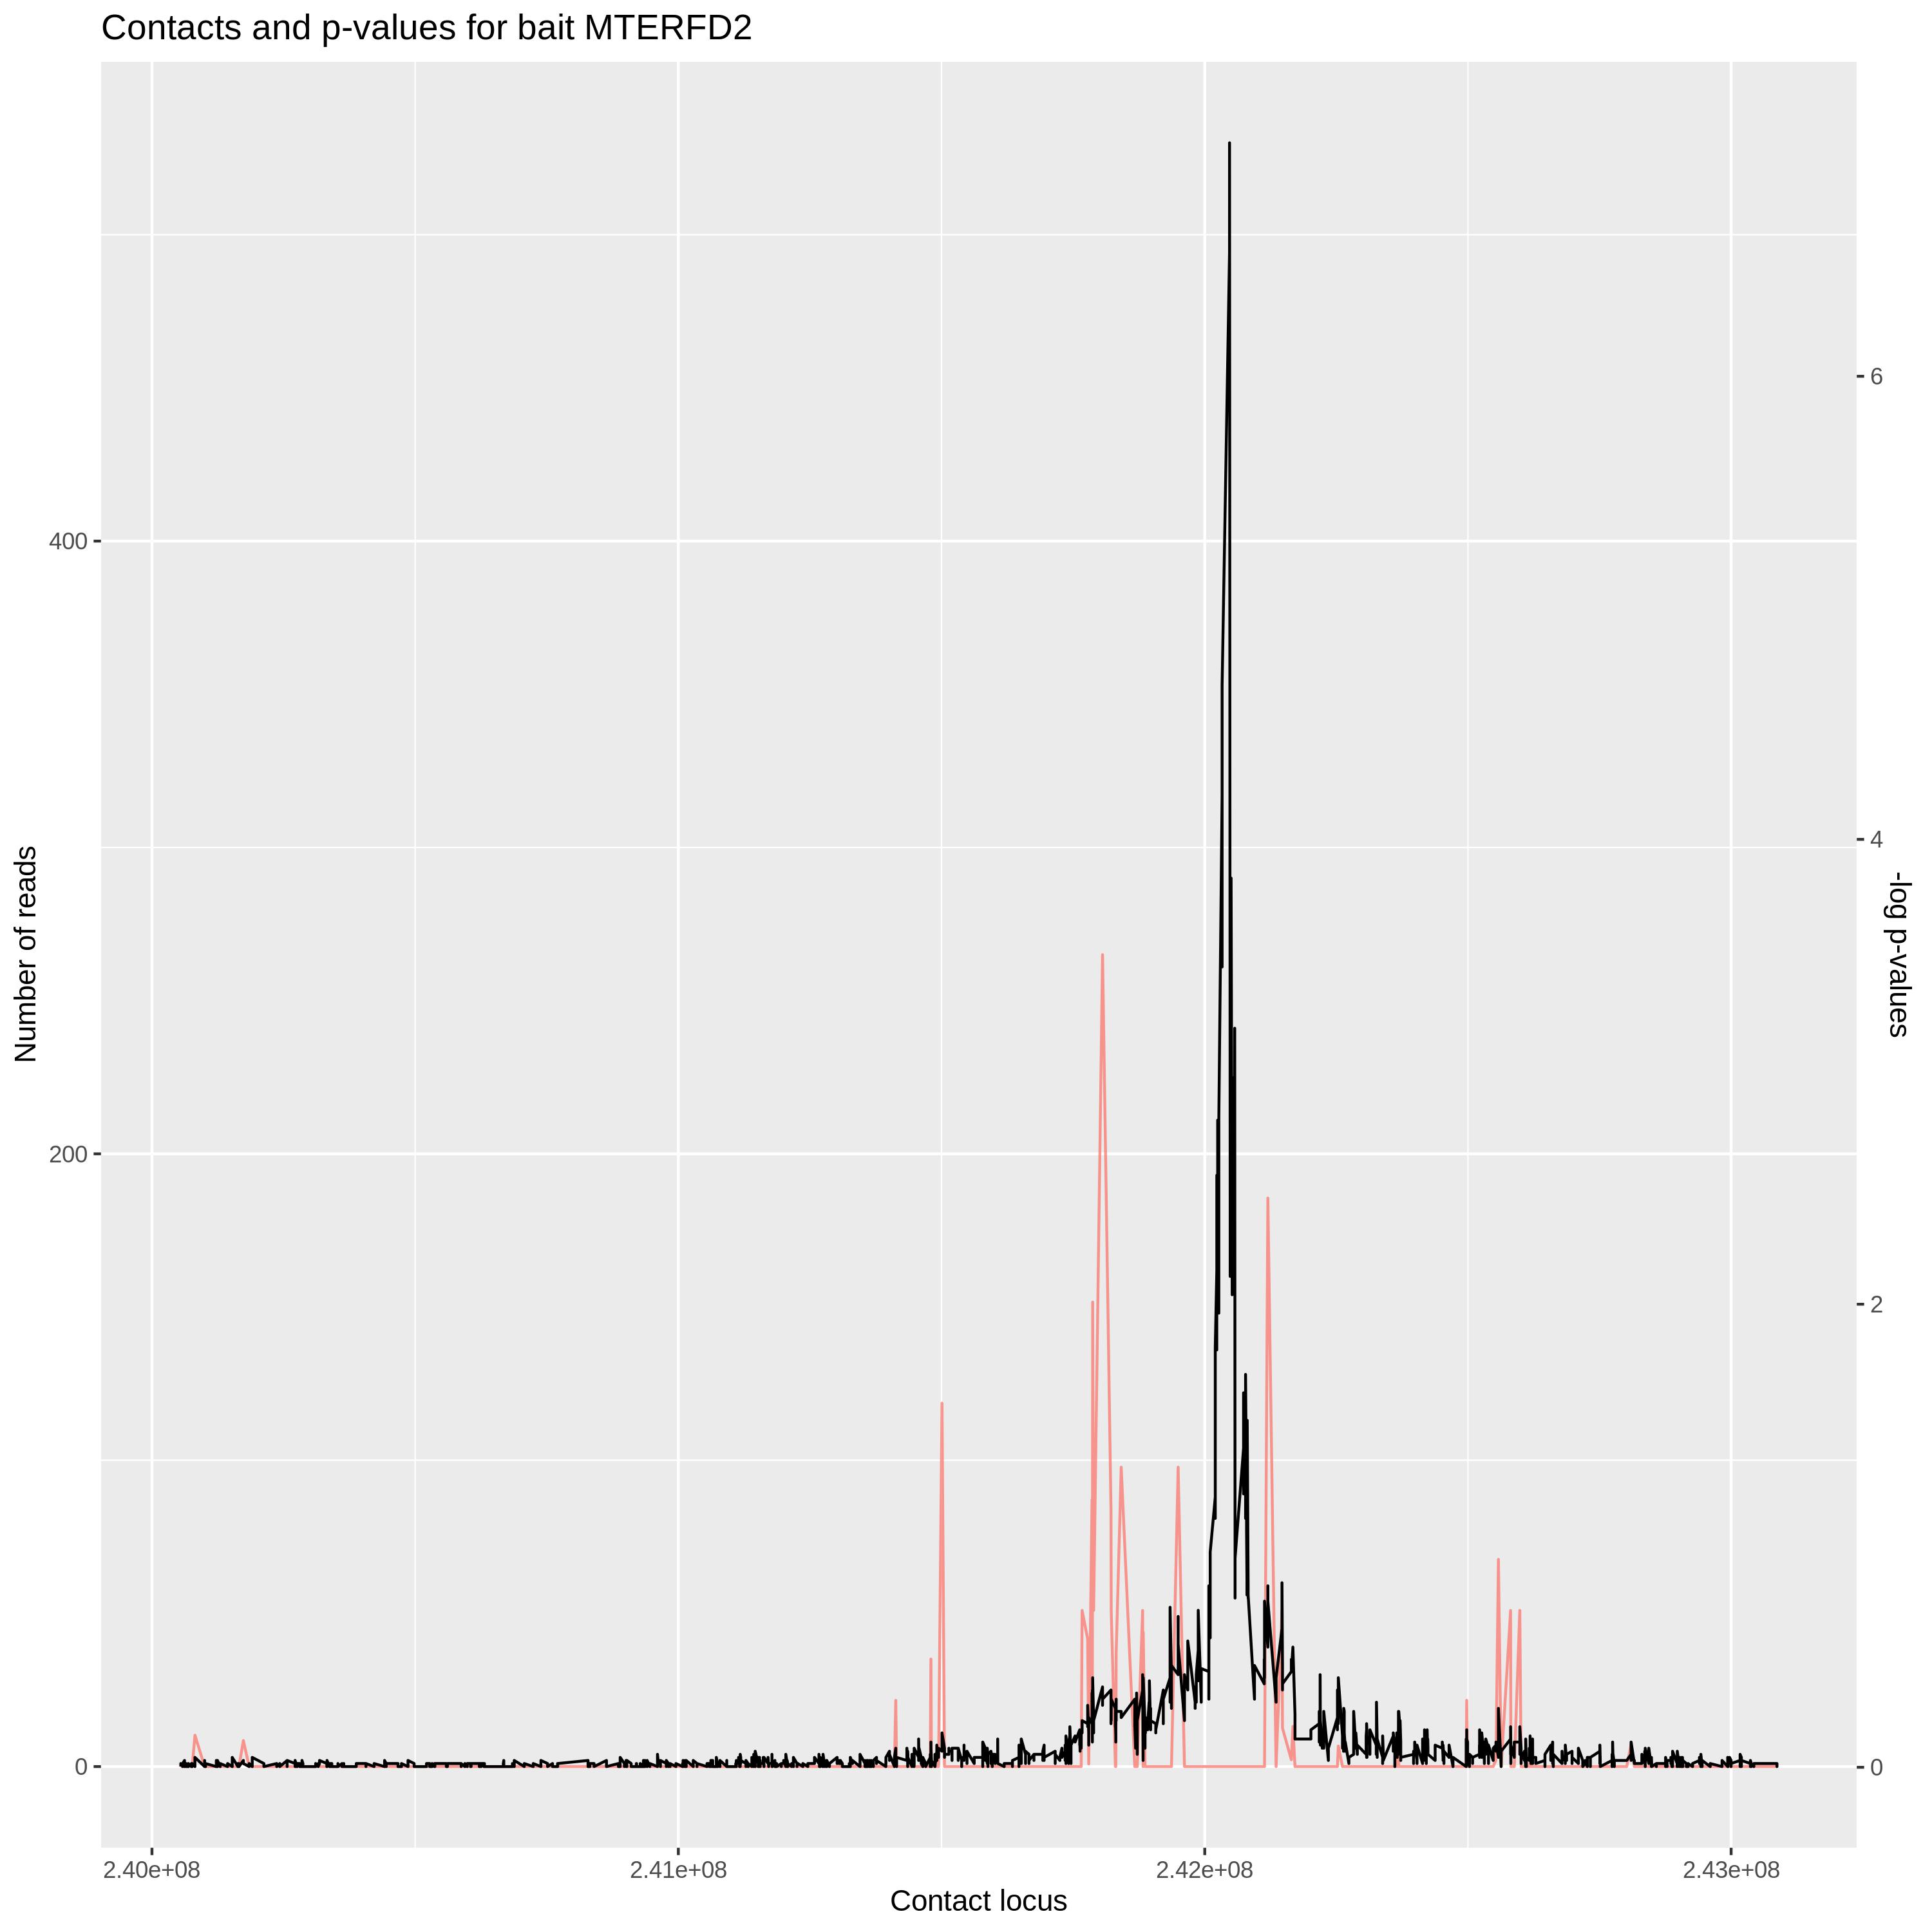 Contacts and p-values for bait MTERFD2
Number of reads
400
200
0
6
4
2
0
-log p-values
2.40e+08
2.41e+08
2.42e+08
2.43e+08
Contact locus